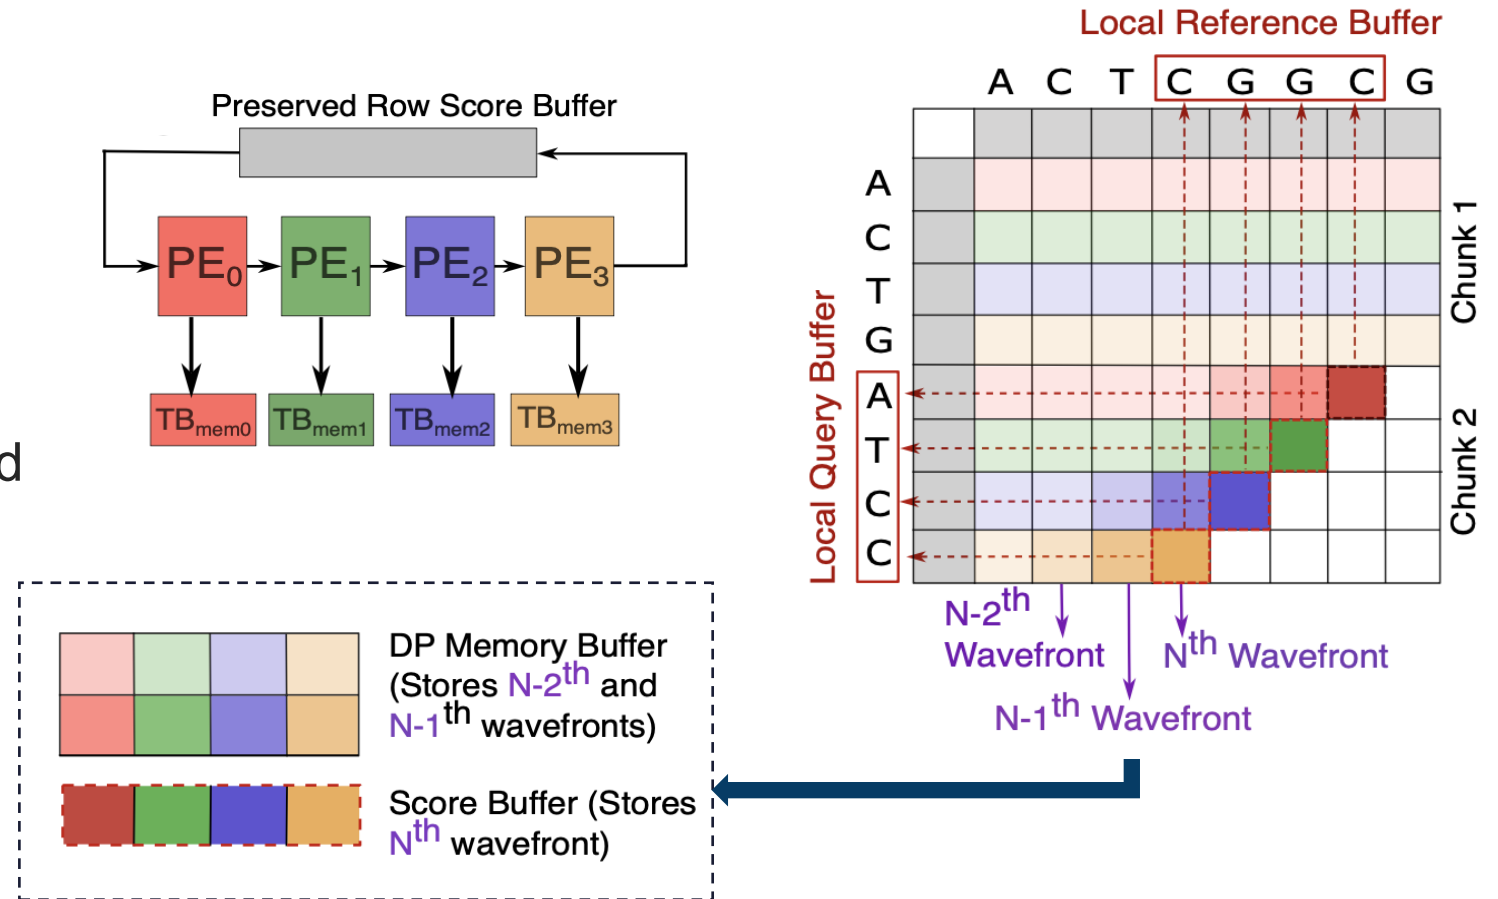 Local Reference Buffer
A C T C G G C G
Preserved Row Score Buffer
PE0 PE1 PE2 PE3
TBmem0 TBmem1 TBmem2 TBmem3
d
Local Query Buffer
A
C
T
G
A
T
C
C
Chunk 1
Chunk 2
N-2th
Wavefront
Nth Wavefront
N-1th Wavefront
DP Memory Buffer
(Stores N-2th and
N-1th wavefronts)
Score Buffer (Stores
Nth wavefront)